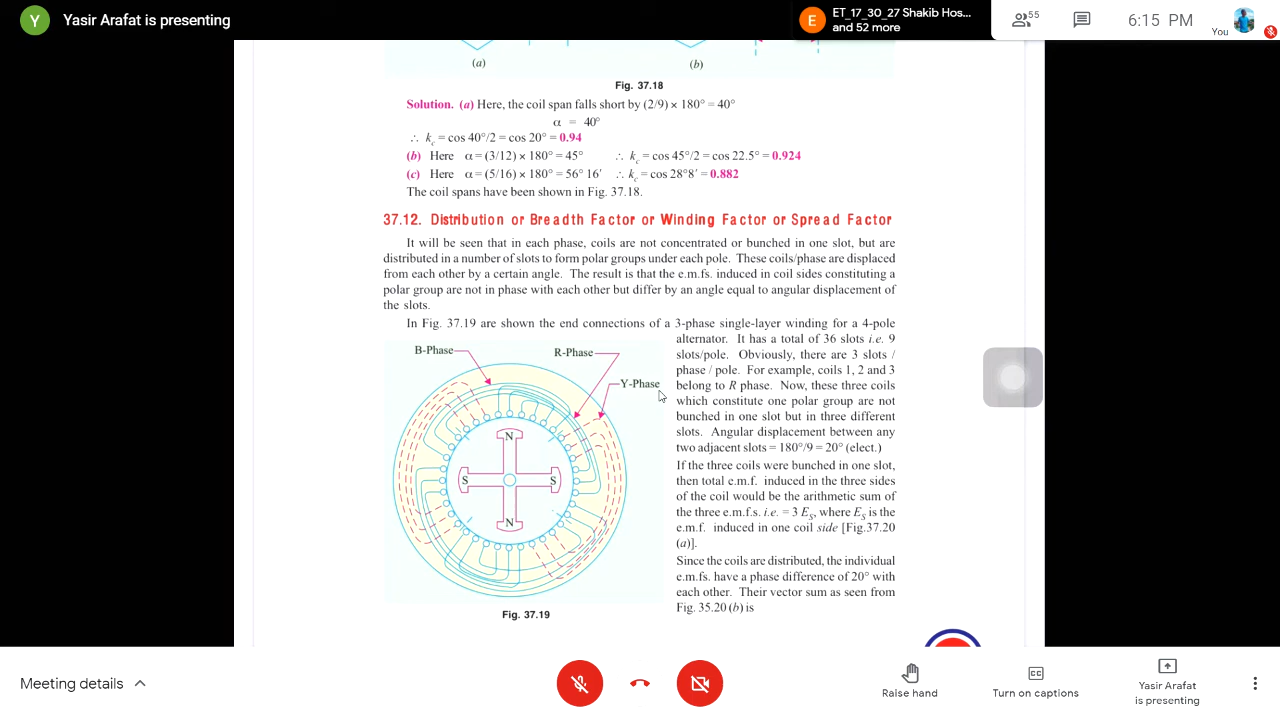 Y
Yasir Arafat is presenting
E
ET_17_30_27 Shakib Hos...
and 52 more
55
6:15 PM
You
(a)
(b)
Fig. 37.18
Solution. (a) Here, the coil span falls short by (2/9) × 180° = 40°
α = 40°
∴ kc = cos 40°/2 = cos 20° = 0.94
(b) Here α = (3/12) × 180° = 45° ∴ kc = cos 45°/2 = cos 22.5° = 0.924
(c) Here α = (5/16) × 180° = 56° 16′ ∴ kc = cos 28°8′ = 0.882
The coil spans have been shown in Fig. 37.18.
37.12. Distribution or Breadth Factor or Winding Factor or Spread Factor
It will be seen that in each phase, coils are not concentrated or bunched in one slot, but are
distributed in a number of slots to form polar groups under each pole. These coils/phase are displaced
from each other by a certain angle. The result is that the e.m.fs. induced in coil sides constituting a
polar group are not in phase with each other but differ by an angle equal to angular displacement of
the slots.
In Fig. 37.19 are shown the end connections of a 3-phase single-layer winding for a 4-pole
alternator. It has a total of 36 slots i.e. 9
slots/pole. Obviously, there are 3 slots /
phase / pole. For example, coils 1, 2 and 3
belong to R phase. Now, these three coils
which constitute one polar group are not
bunched in one slot but in three different
slots. Angular displacement between any
two adjacent slots = 180°/9 = 20° (elect.)
If the three coils were bunched in one slot,
then total e.m.f. induced in the three sides
of the coil would be the arithmetic sum of
the three e.m.f.s. i.e. = 3 ES, where ES is the
e.m.f. induced in one coil side [Fig.37.20
(a)].
Since the coils are distributed, the individual
e.m.fs. have a phase difference of 20° with
each other. Their vector sum as seen from
Fig. 35.20 (b) is
B-Phase
R-Phase
Y-Phase
N
S
S
N
Fig. 37.19
Meeting details
Raise hand
CC
Turn on captions
Yasir Arafat
is presenting